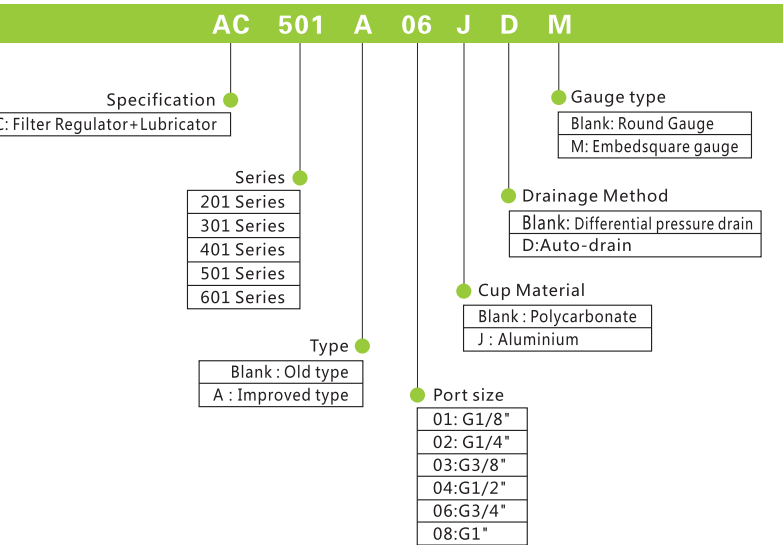 AC 501 A 06 J D M
Specification
C: Filter Regulator+Lubricator
Series
201 Series
301 Series
401 Series
501 Series
601 Series
Type
Blank : Old type
A : Improved type
Port size
01: G1/8"
02: G1/4"
03:G3/8"
04:G1/2"
06:G3/4"
08:G1"
Cup Material
Blank : Polycarbonate
J : Aluminium
Drainage Method
Blank: Differential pressure drain
D:Auto-drain
Gauge type
Blank: Round Gauge
M: Embedsquare gauge